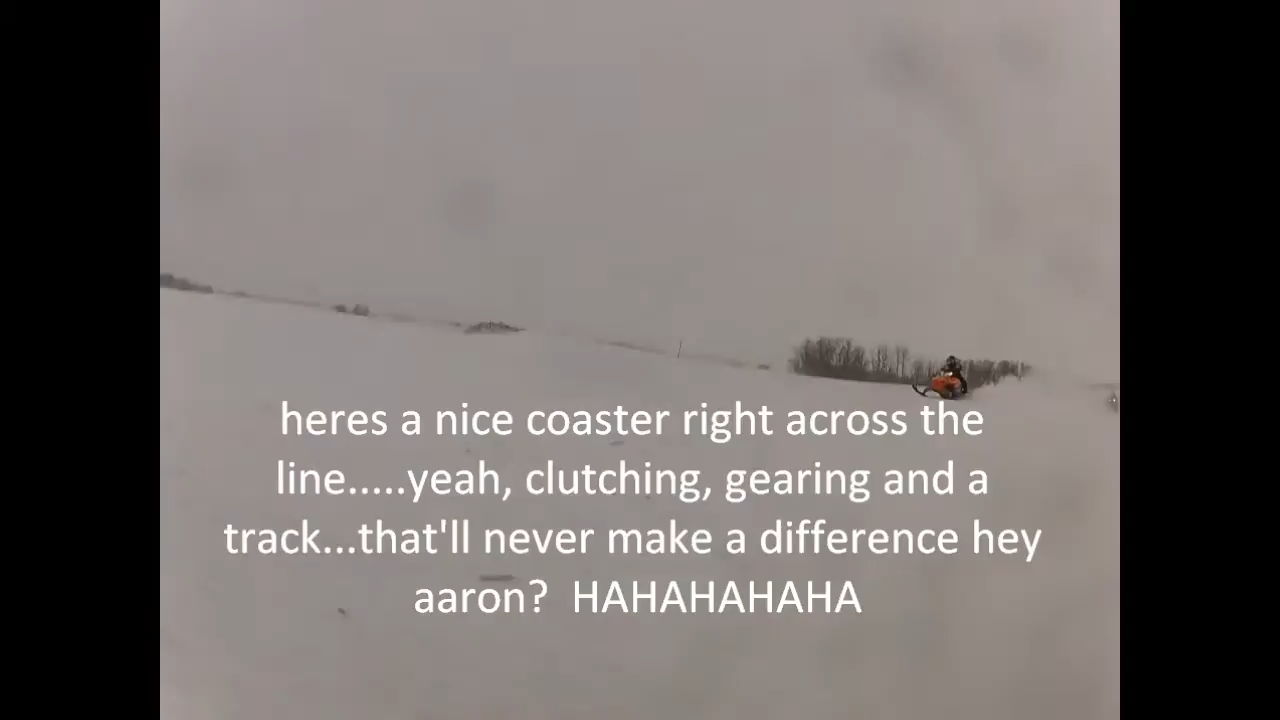 heres a nice coaster right across the
line.....yeah, clutching, gearing and a
track...that'll never make a difference hey
aaron?  HAHAHAHAHA